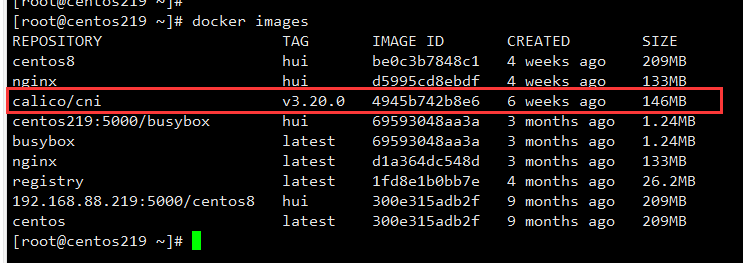 [root@centos219 ~]#
[root@centos219 ~]# docker images
REPOSITORY TAG IMAGE ID CREATED SIZE
centos8 hui be0c3b7848c1 4 weeks ago 209MB
nginx hui d5995cd8ebdf 4 weeks ago 133MB
calico/cni v3.20.0 4945b742b8e6 6 weeks ago 146MB
centos219:5000/busybox hui 69593048aa3a 3 months ago 1.24MB
busybox latest 69593048aa3a 3 months ago 1.24MB
nginx latest d1a364dc548d 3 months ago 133MB
registry latest 1fd8e1b0bb7e 4 months ago 26.2MB
192.168.88.219:5000/centos8 hui 300e315adb2f 9 months ago 209MB
centos latest 300e315adb2f 9 months ago 209MB
[root@centos219 ~]#